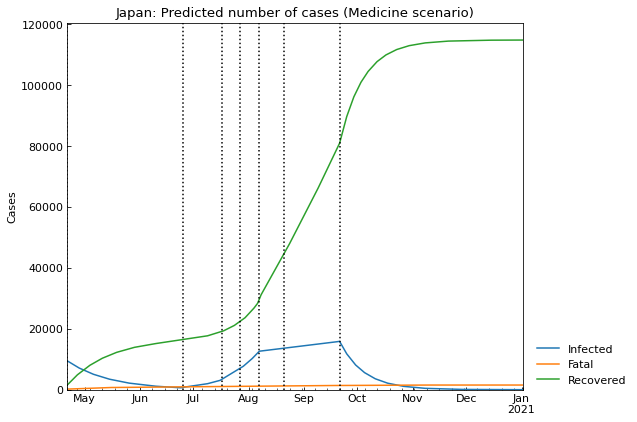 Japan: Predicted number of cases (Medicine scenario)
120000
100000
80000
60000
40000
20000
0
Cases
May Jun Jul Aug Sep Oct Nov Dec Jan
2021
Infected
Fatal
Recovered